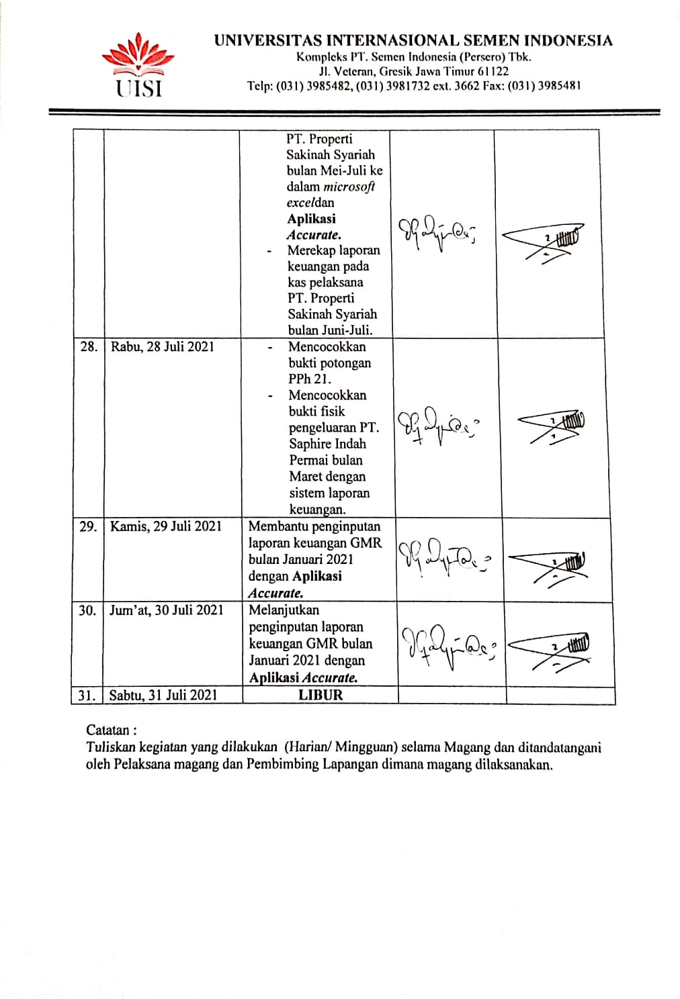 UNIVERSITAS INTERNASIONAL SEMEN INDONESIA
Kompleks PT. Semen Indonesia (Persero) Tbk.
Jl. Veteran, Gresik Jawa Timur 61122
Telp: (031) 3985482, (031) 3981732 ext. 3662 Fax: (031) 3985481
UISI
PT. Properti
Sakinah Syariah
bulan Mei-Juli ke
dalam microsoft
exceldan
Aplikasi
Accurate.
- Merekap laporan
keuangan pada
kas pelaksana
PT. Properti
Sakinah Syariah
bulan Juni-Juli.
28. Rabu, 28 Juli 2021 - Mencocokkan
bukti potongan
PPh 21.
- Mencocokkan
bukti fisik
pengeluaran PT.
Saphire Indah
Permai bulan
Maret dengan
sistem laporan
keuangan.
29. Kamis, 29 Juli 2021 Membantu penginputan
laporan keuangan GMR
bulan Januari 2021
dengan Aplikasi
Accurate.
30. Jum'at, 30 Juli 2021 Melanjutkan
penginputan laporan
keuangan GMR bulan
Januari 2021 dengan
Aplikasi Accurate.
31. Sabtu, 31 Juli 2021 LIBUR
Catatan :
Tuliskan kegiatan yang dilakukan (Harian/ Mingguan) selama Magang dan ditandatangani
oleh Pelaksana magang dan Pembimbing Lapangan dimana magang dilaksanakan.